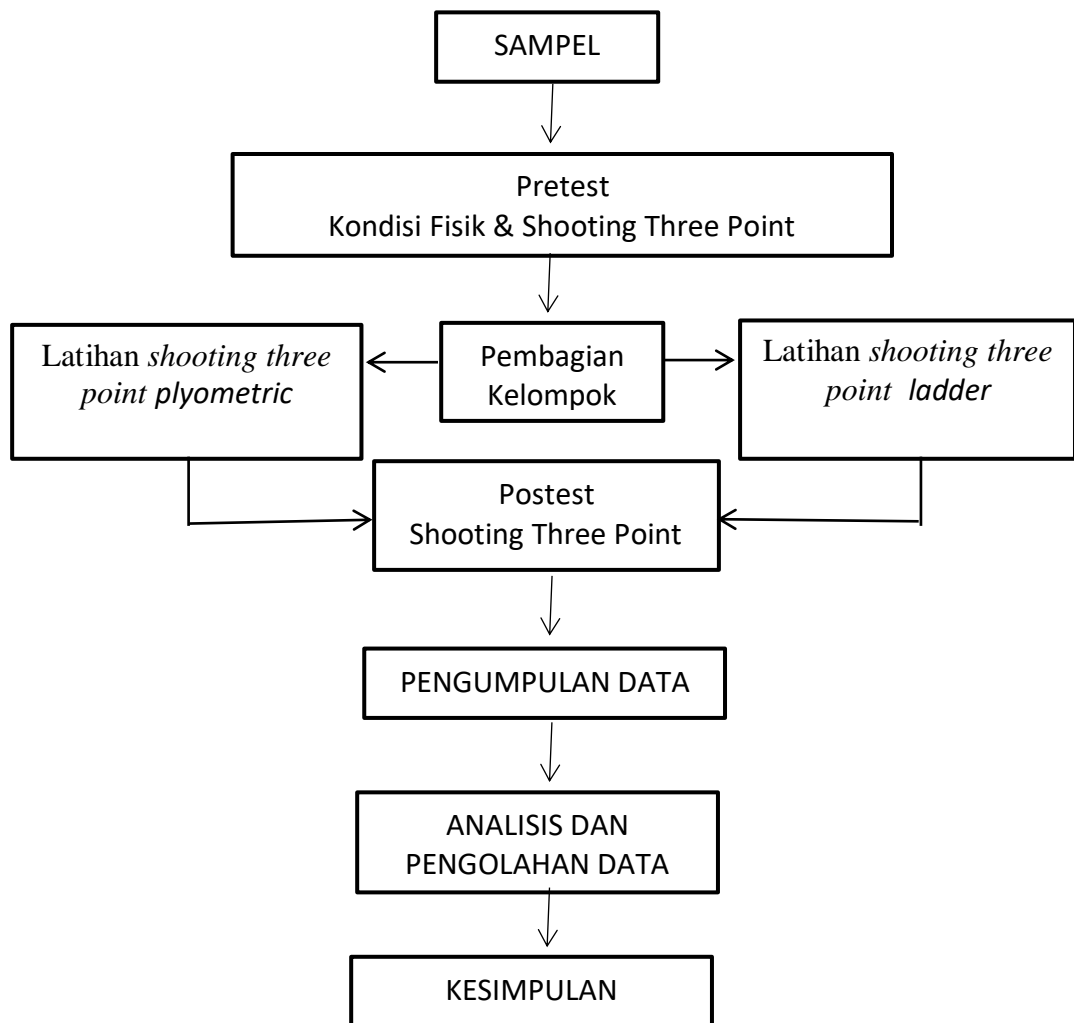 SAMPEL
Pretest
Kondisi Fisik & Shooting Three Point
Latihan shooting three
point plyometric
Pembagian
Kelompok
Latihan shooting three
point ladder
Postest
Shooting Three Point
PENGUMPULAN DATA
ANALISIS DAN
PENGOLAHAN DATA
KESIMPULAN